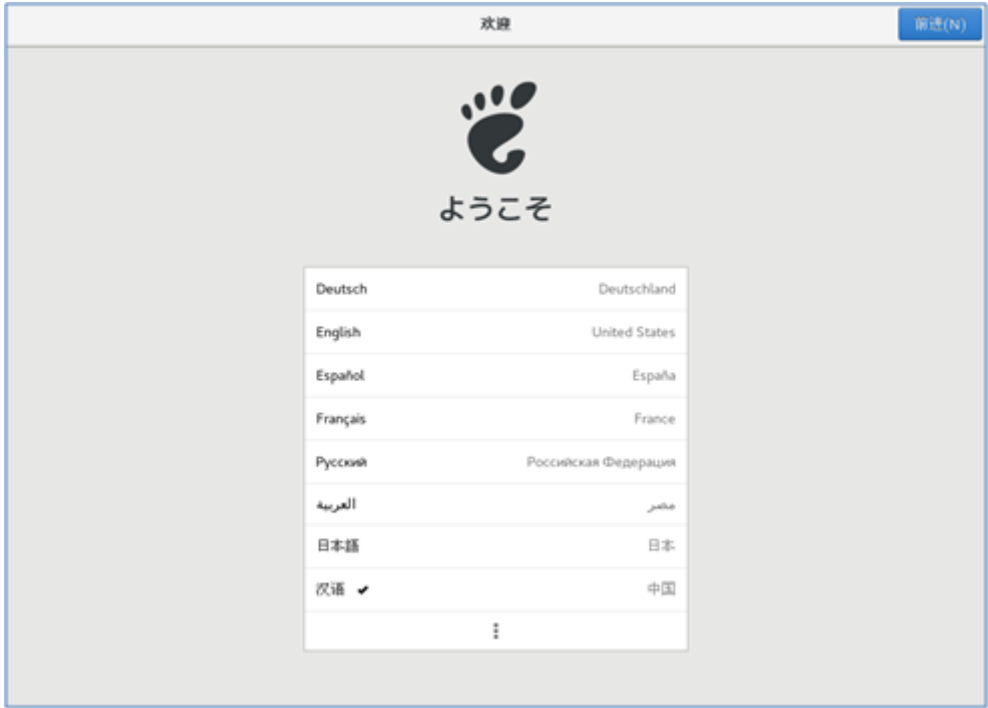 欢迎
前进(N)
ようこそ
Deutsch Deutschland
English United States
Español España
Français France
Русский Российская Федерация
العربية مصر
日本語 日本
汉语 中国